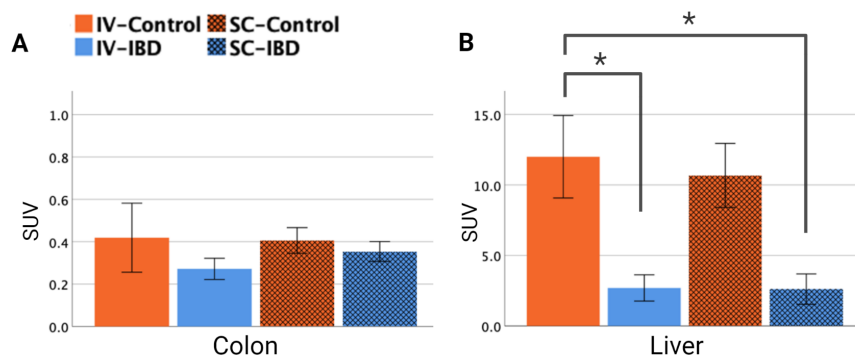 A
IV-Control SC-Control
IV-IBD SC-IBD
SUV
1.0
0.8
0.6
0.4
0.2
0.0
Colon
B
*
*
SUV
15.0
10.0
5.0
0.0
Liver